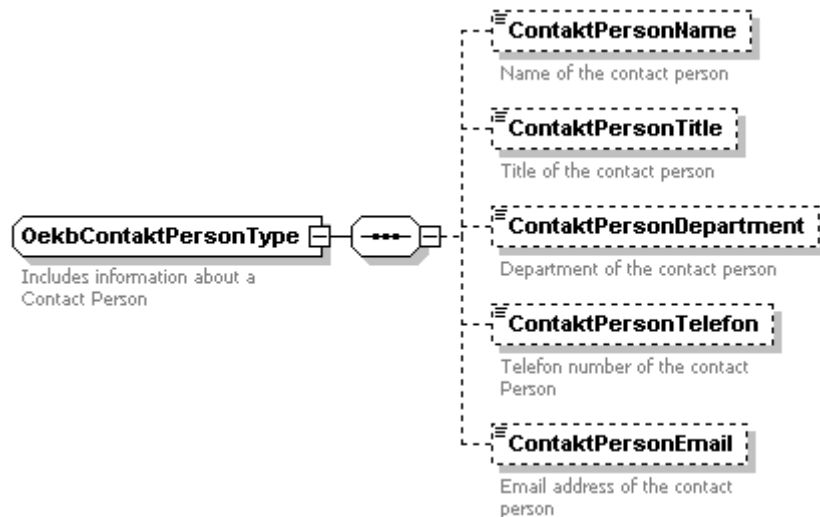 ContaktPersonName
Name of the contact person
ContaktPersonTitle
Title of the contact person
OekbContaktPersonType
Includes information about a
Contact Person
ContaktPersonDepartment
Department of the contact person
ContaktPersonTelefon
Telefon number of the contact
Person
ContaktPersonEmail
Email address of the contact
person